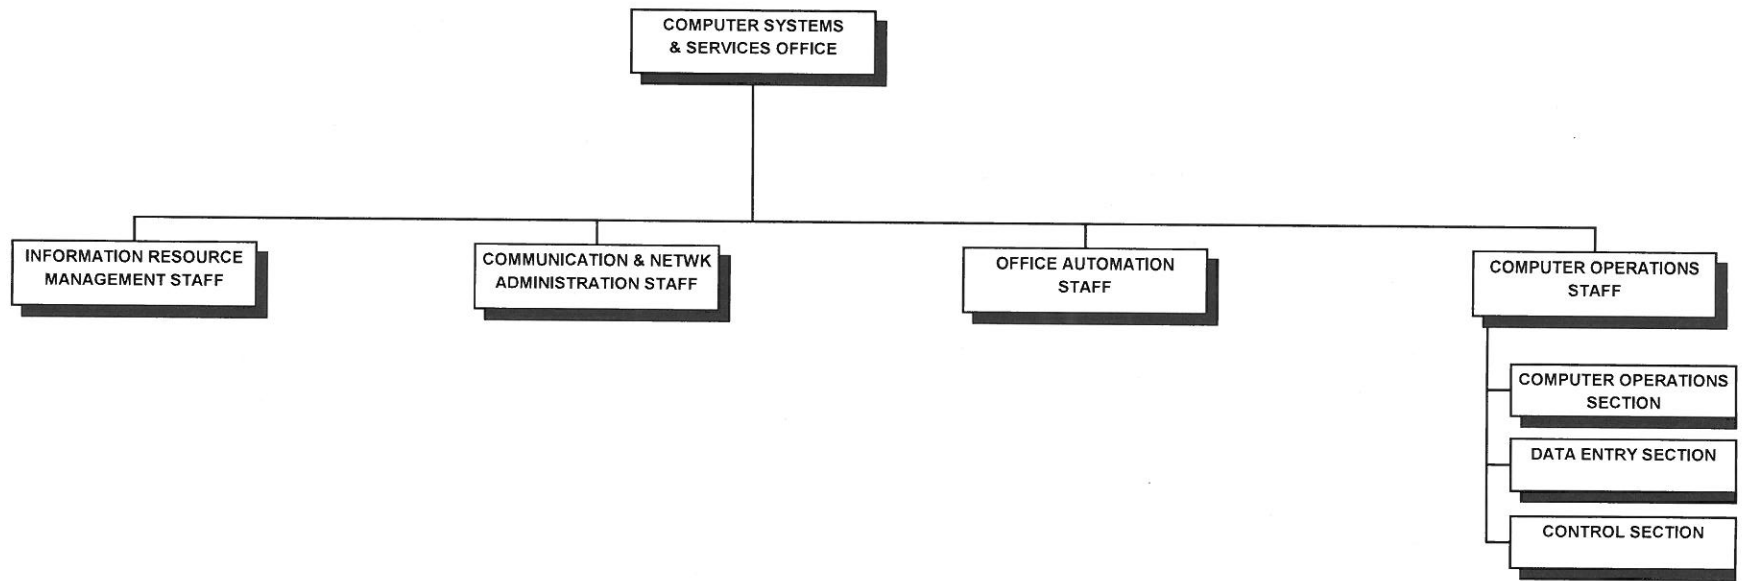 COMPUTER SYSTEMS
& SERVICES OFFICE
INFORMATION RESOURCE
MANAGEMENT STAFF
COMMUNICATION & NETWK
ADMINISTRATION STAFF
OFFICE AUTOMATION
STAFF
COMPUTER OPERATIONS
STAFF
COMPUTER OPERATIONS
SECTION
DATA ENTRY SECTION
CONTROL SECTION